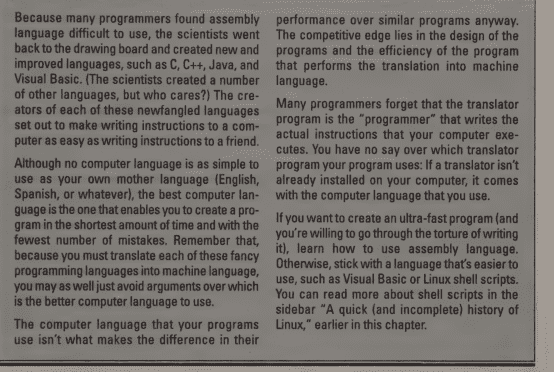 Because many programmers found assembly
language difficult to use, the scientists went
back to the drawing board and created new and
improved languages, such as C, C++, Java, and
Visual Basic. (The scientists created a number
of other languages, but who cares?) The cre-
ators of each of these newfangled languages
set out to make writing instructions to a com-
puter as easy as writing instructions to a friend.
Although no computer language is as simple to
use as your own mother language (English,
Spanish, or whatever), the best computer lan-
guage is the one that enables you to create a pro-
gram in the shortest amount of time and with the
fewest number of mistakes. Remember that,
because you must translate each of these fancy
programming languages into machine language,
you may as well just avoid arguments over which
is the better computer language to use.
The computer language that your programs
use isn't what makes the difference in their
performance over similar programs anyway.
The competitive edge lies in the design of the
programs and the efficiency of the program
that performs the translation into machine
language.
Many programmers forget that the translator
program is the "programmer" that writes the
actual instructions that your computer exe-
cutes. You have no say over which translator
program your program uses: If a translator isn't
already installed on your computer, it comes
with the computer language that you use.
If you want to create an ultra-fast program (and
you're willing to go through the torture of writing
it), learn how to use assembly language.
Otherwise, stick with a language that's easier to
use, such as Visual Basic or Linux shell scripts.
You can read more about shell scripts in the
sidebar "A quick (and incomplete) history of
Linux," earlier in this chapter.